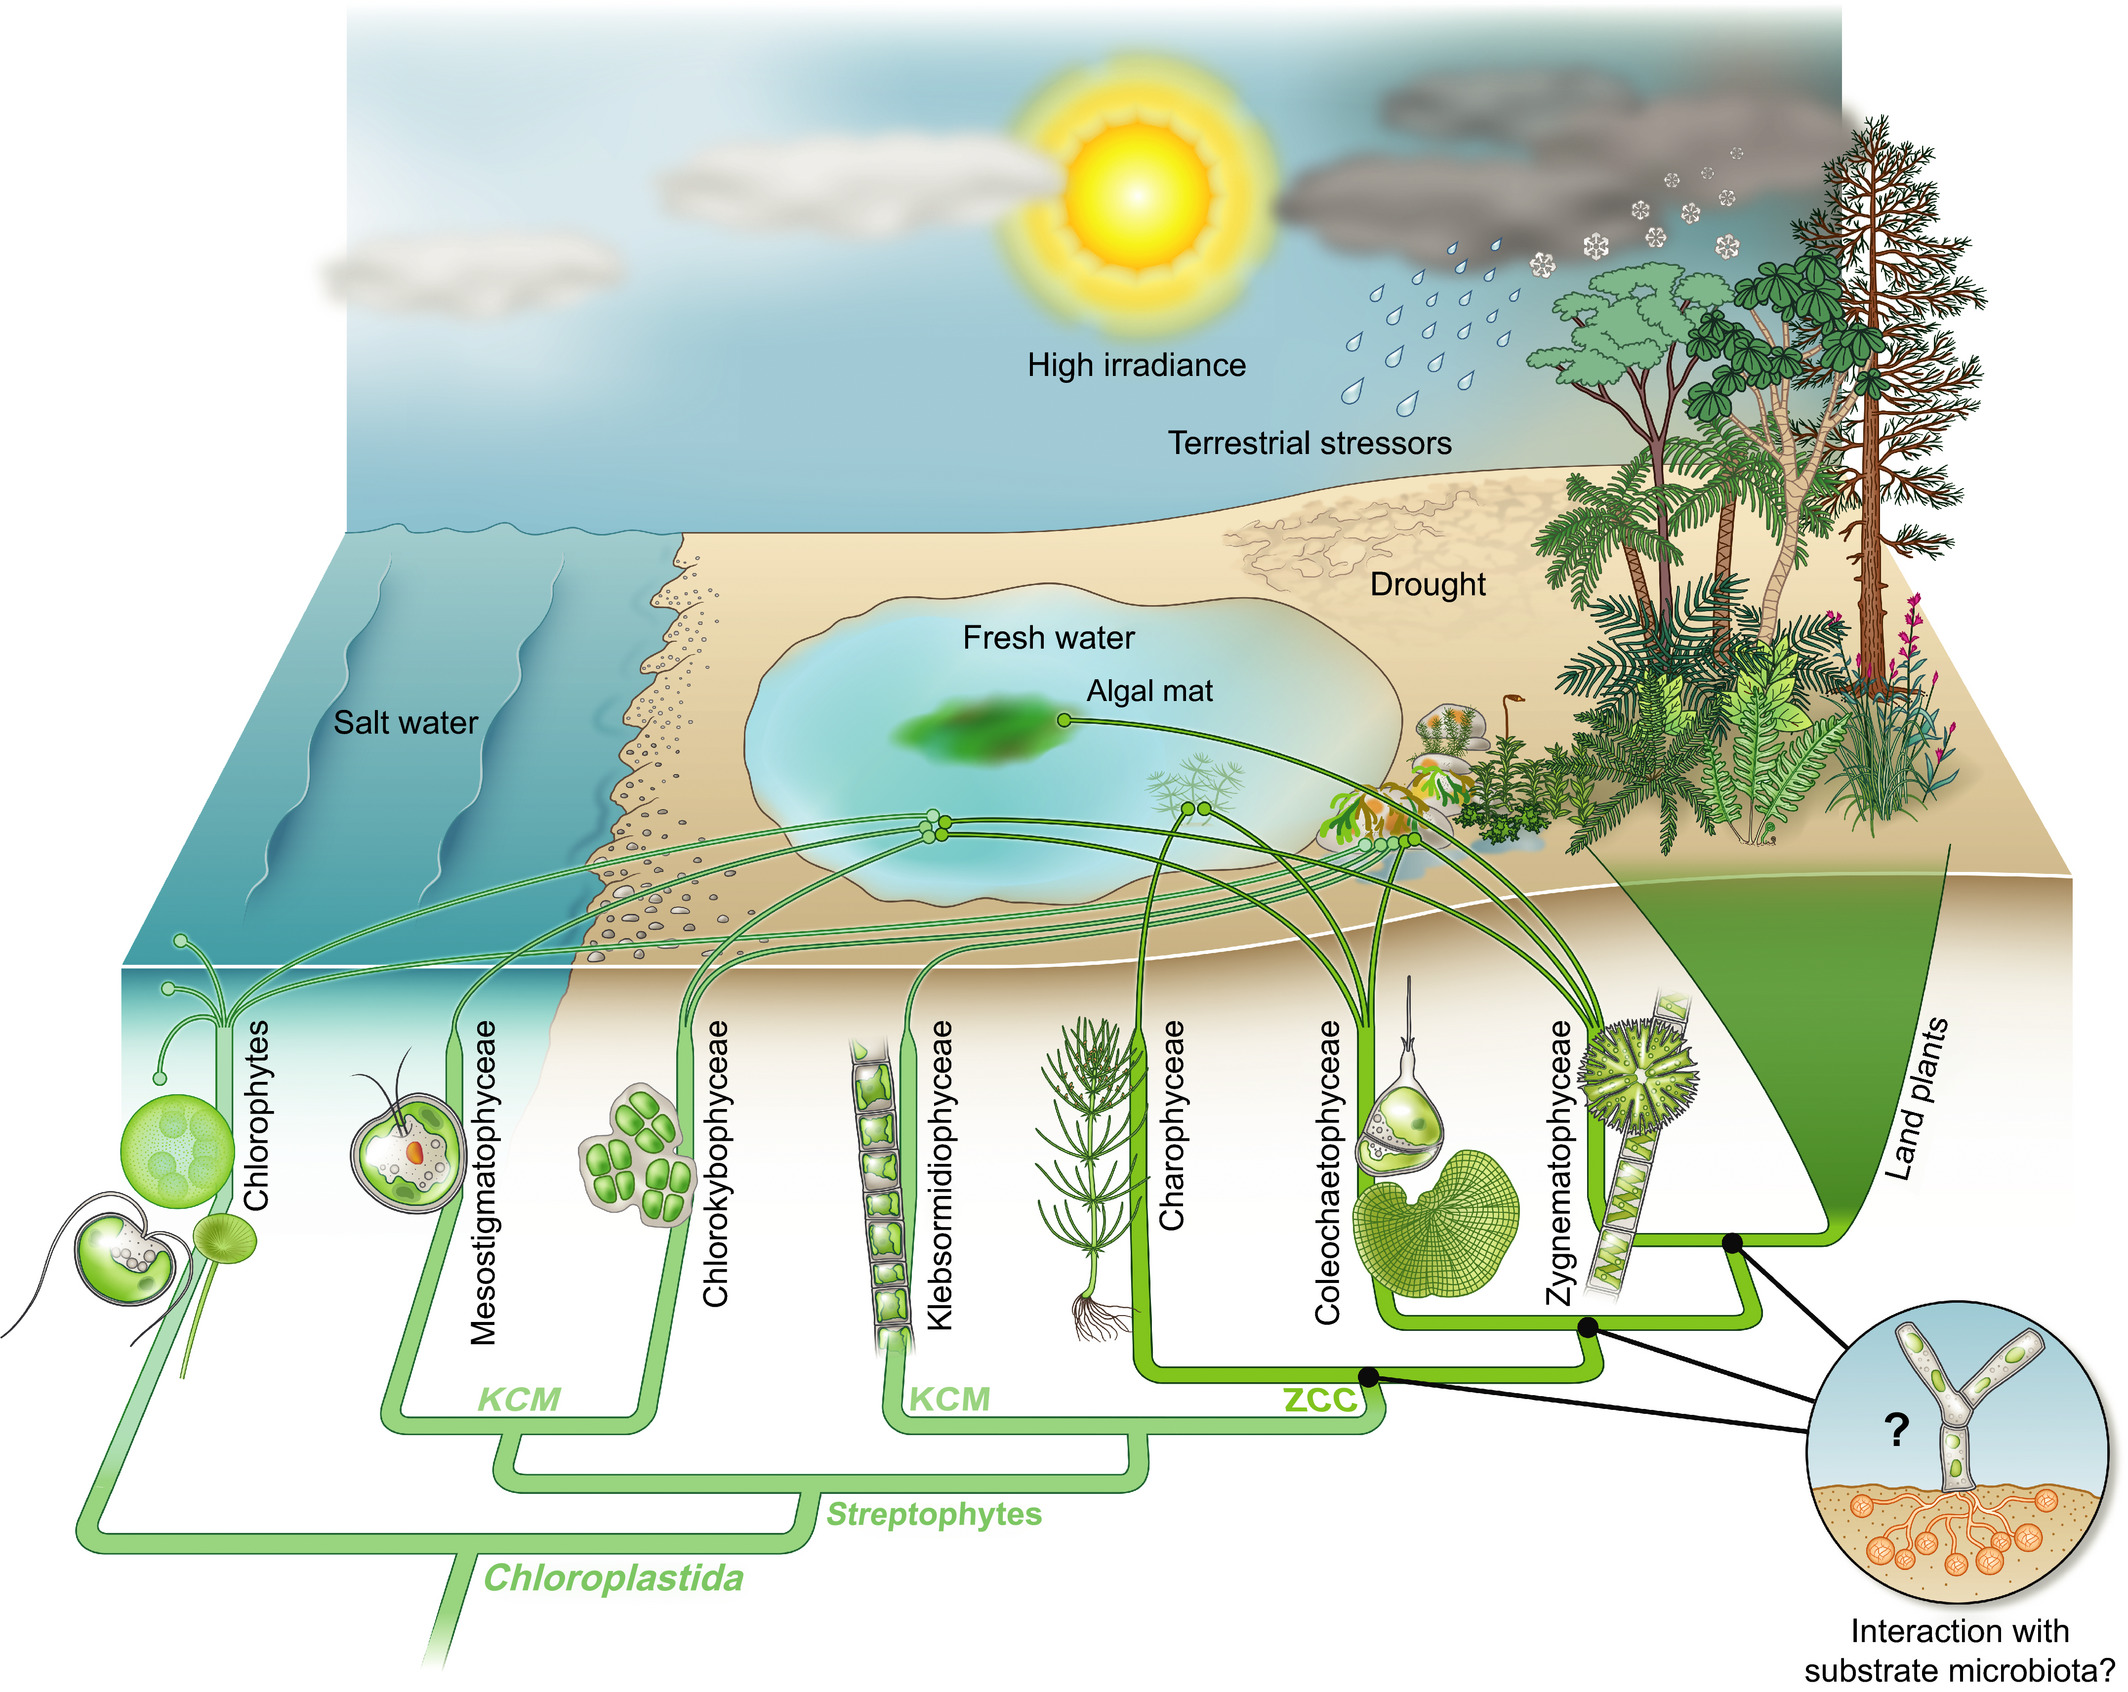 High irradiance
Terrestrial stressors
Drought
Fresh water
Algal mat
Salt water
Chlorophytes
Mesostigmatophyceae
Chlorokybophyceae
Klebsormidiophyceae
Charophyceae
Coleochaetophyceae
Zygnematophyceae
Land plants
KCM
KCM
ZCC
?
Streptophytes
Chloroplastida
Interaction with
substrate microbiota?